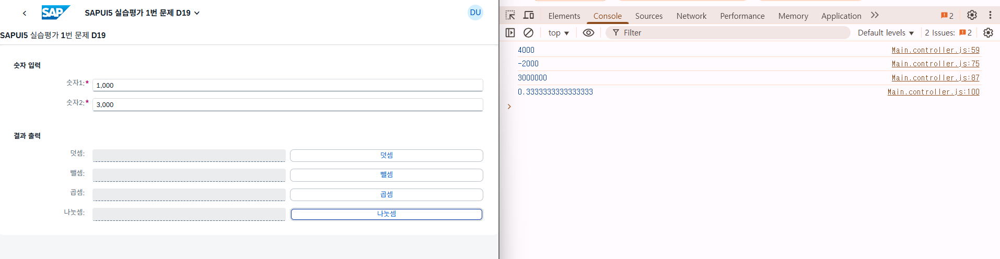 SAP SAPUI5 실습평가 1번 문제 D19 DU
SAPUI5 실습평가 1번 문제 D19
숫자 입력
숫자1:* 1,000
숫자2:* 3,000
결과 출력
덧셈: 덧셈
뺄셈: 뺄셈
곱셈: 곱셈
나눗셈: 나눗셈
Elements Console Sources Network Performance Memory Application 2
top Filter Default levels 2 Issues: 2
4000 Main.controller.js:59
-2000 Main.controller.js:75
3000000 Main.controller.js:87
0.3333333333333333 Main.controller.js:100